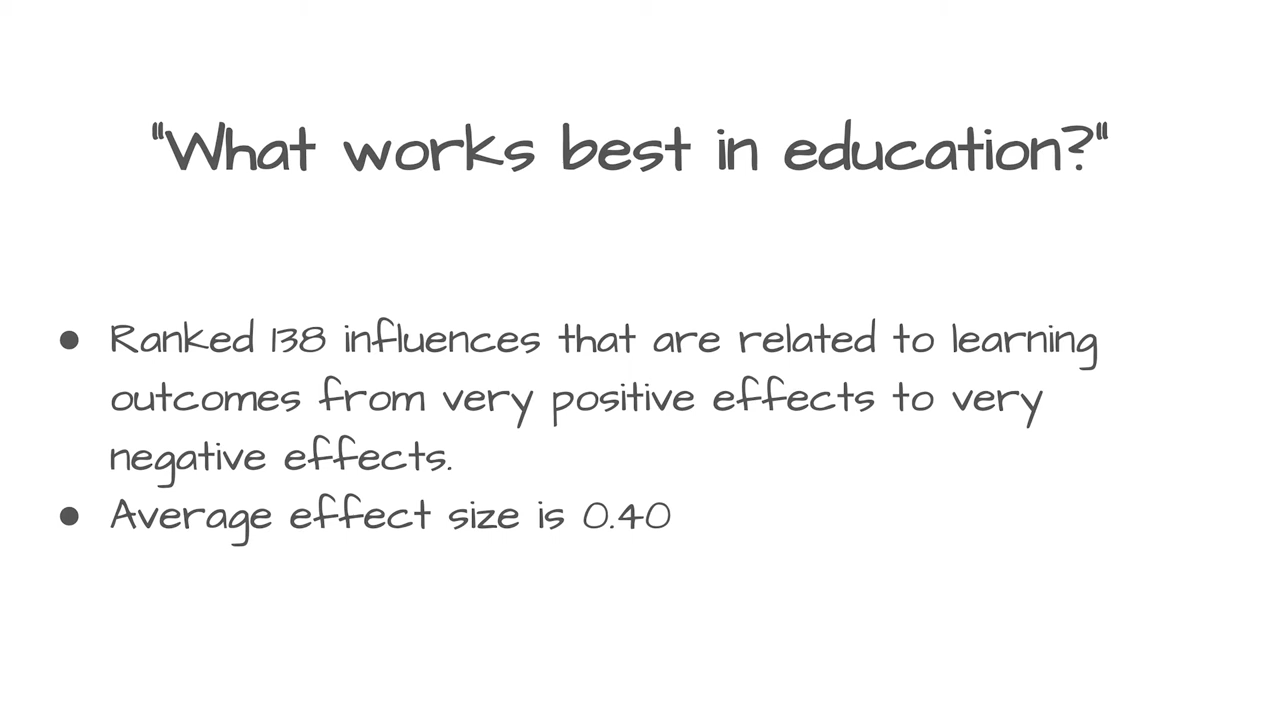 "What works best in education?"
● Ranked 138 influences that are related to learning
outcomes from very positive effects to very
negative effects.
● Average effect size is 0.40